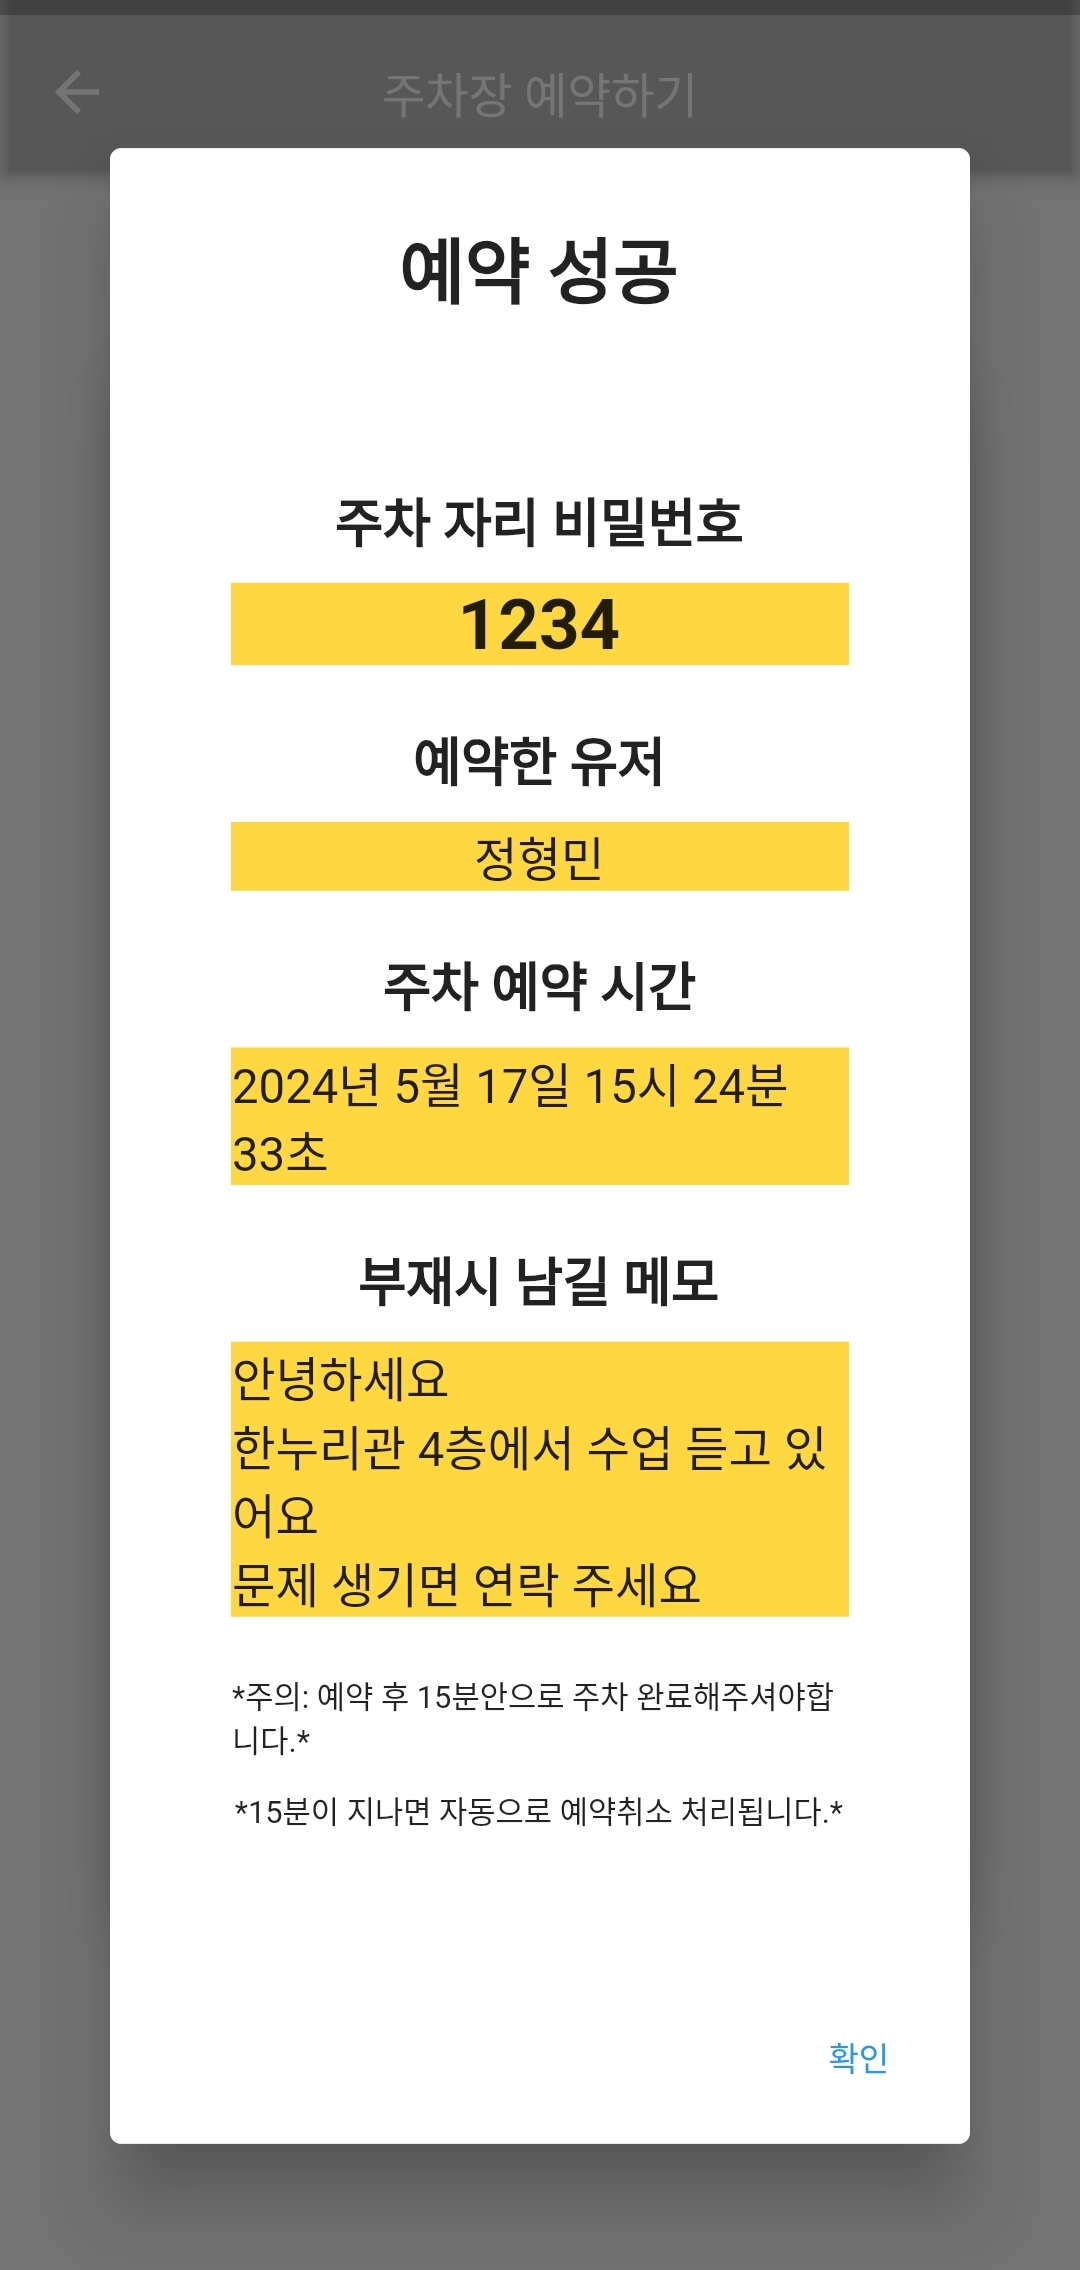 주차장 예약하기
예약 성공
주차 자리 비밀번호
1234
예약한 유저
정형민
주차 예약 시간
2024년 5월 17일 15시 24분
33초
부재시 남길 메모
안녕하세요
한누리관 4층에서 수업 듣고 있
어요
문제 생기면 연락 주세요
*주의: 예약 후 15분안으로 주차 완료해주셔야합
니다.*
*15분이 지나면 자동으로 예약취소 처리됩니다.*
확인